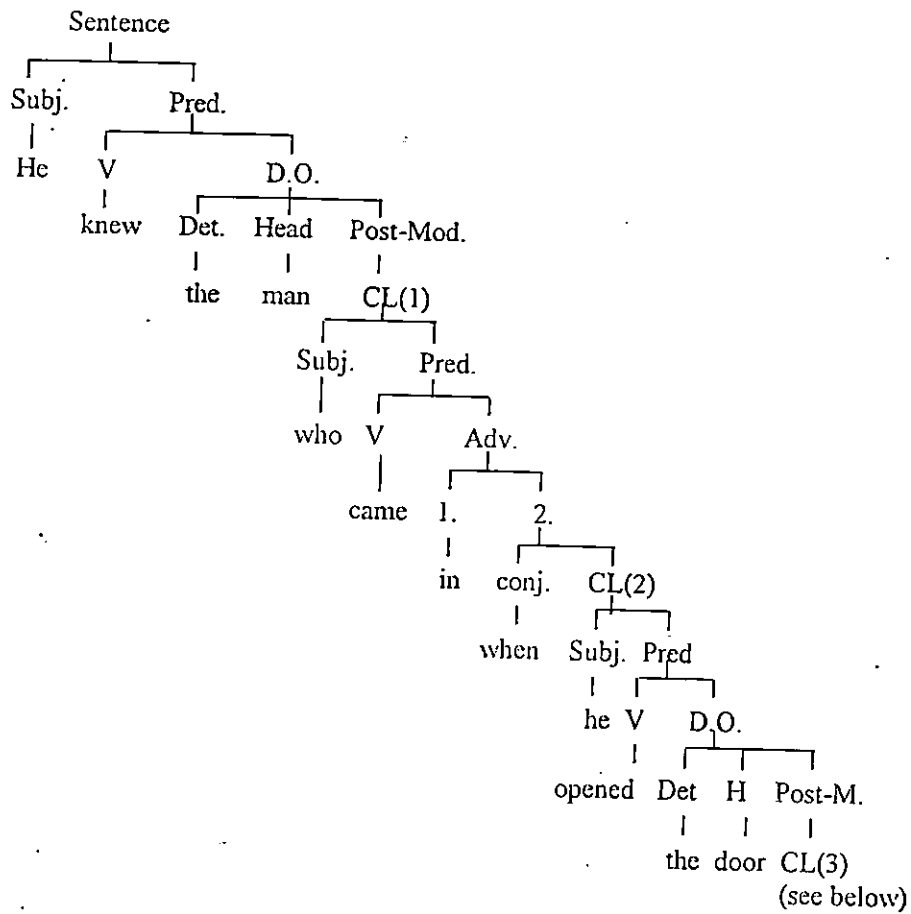 Sentence
Subj. Pred.
He V D.O.
knew Det. Head Post-Mod.
the man CL(1)
Subj. Pred.
who V Adv.
came 1. 2.
in conj. CL(2)
when Subj. Pred
he V D.O.
opened Det H Post-M.
the door CL(3)
(see below)